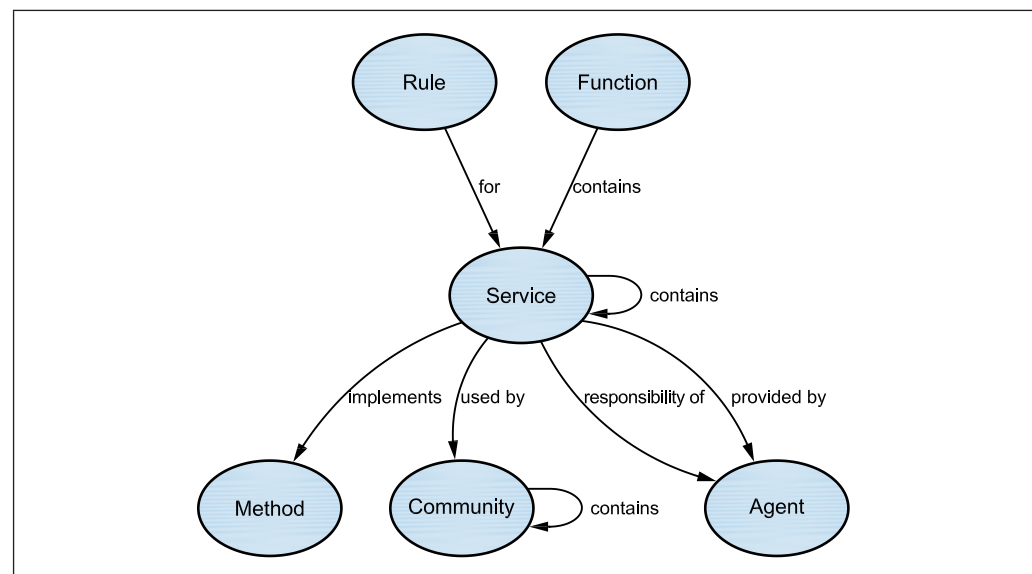 Rule
Function
for
contains
Service
contains
implements
used by
responsibility of
provided by
Method
Community
contains
Agent